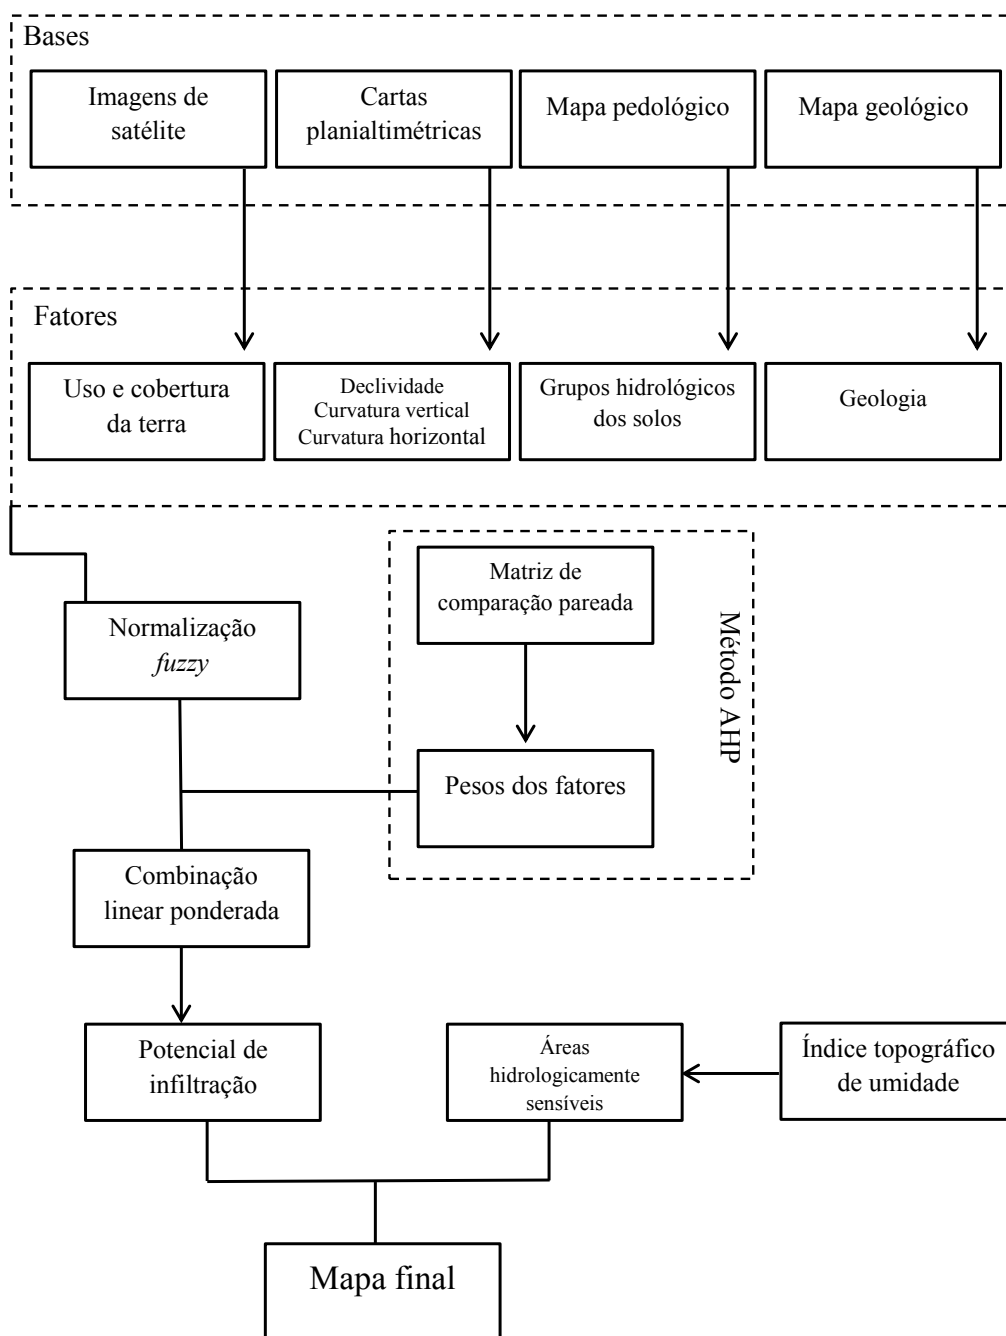 Bases
Imagens de
satélite
Cartas
planialtimétricas
Mapa pedológico
Mapa geológico
Fatores
Uso e cobertura
da terra
Declividade
Curvatura vertical
Curvatura horizontal
Grupos hidrológicos
dos solos
Geologia
Normalização
fuzzy
Matriz de
comparação pareada
Método AHP
Pesos dos fatores
Combinação
linear ponderada
Potencial de
infiltração
Áreas
hidrologicamente
sensíveis
Índice topográfico
de umidade
Mapa final